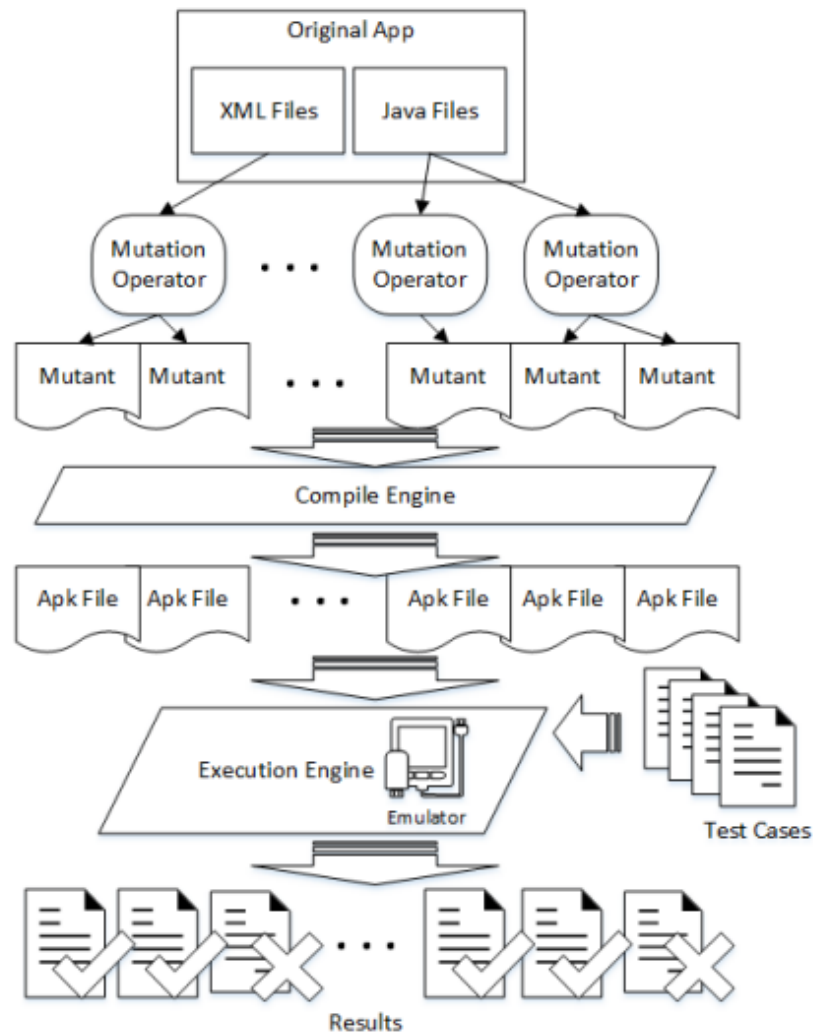 Original App
XML Files Java Files
Mutation Mutation Mutation
Operator Operator Operator
Mutant Mutant Mutant Mutant Mutant
Compile Engine
Apk File Apk File Apk File Apk File Apk File
Execution Engine
Emulator
Test Cases
Results